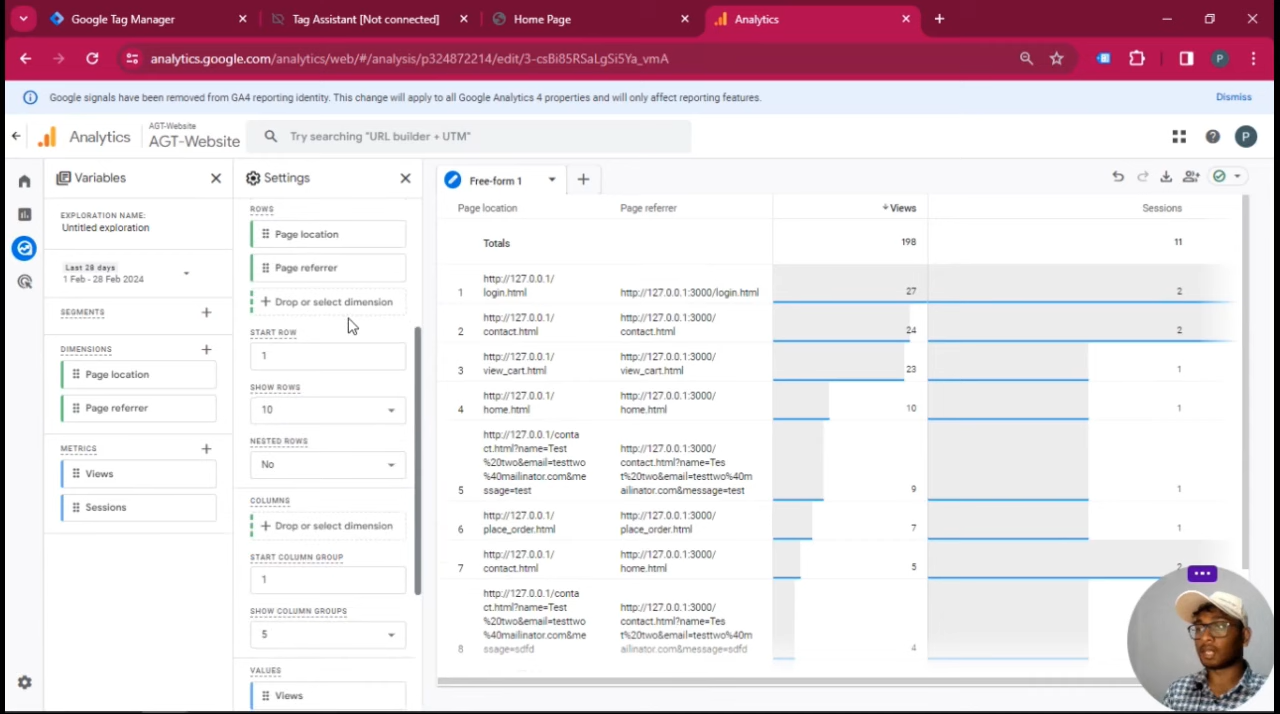 Google Tag Manager
Tag Assistant [Not connected]
Home Page
Analytics
analytics.google.com/analytics/web/#/analysis/p324872214/edit/3-csBi85RSaLgSi5Ya_vmA
Google signals have been removed from GA4 reporting identity. This change will apply to all Google Analytics 4 properties and will only affect reporting features.
Dismiss
Analytics
AGT-Website
AGT-Website
Try searching "URL builder + UTM"
P
P
Variables
EXPLORATION NAME:
Untitled exploration
Last 28 days
1 Feb - 28 Feb 2024
SEGMENTS
DIMENSIONS
Page location
Page referrer
METRICS
Views
Sessions
Settings
ROWS
Page location
Page referrer
Drop or select dimension
START ROW
1
SHOW ROWS
10
NESTED ROWS
No
COLUMNS
Drop or select dimension
START COLUMN GROUP
1
SHOW COLUMN GROUPS
5
VALUES
Views
Free-form 1
Page location Page referrer Views Sessions
Totals 198 11
http://127.0.0.1/
1 login.html http://127.0.0.1:3000/login.html 27 2
http://127.0.0.1/ http://127.0.0.1:3000/
2 contact.html contact.html 24 2
http://127.0.0.1/ http://127.0.0.1:3000/
3 view_cart.html view_cart.html 23 1
http://127.0.0.1/ http://127.0.0.1:3000/
4 home.html home.html 10 1
http://127.0.0.1/conta
ct.html?name=Test http://127.0.0.1:3000/
%20two&email=testtwo contact.html?name=Tes
%40mailinator.com&me t%20two&email=testtwo%40m
5 ssage=test ailinator.com&message=test 9 1
http://127.0.0.1/ http://127.0.0.1:3000/
6 place_order.html place_order.html 7 1
http://127.0.0.1/ http://127.0.0.1:3000/
7 contact.html home.html 5
http://127.0.0.1/conta
ct.html?name=Test http://127.0.0.1:3000/
%20two&email=testtwo contact.html?name=Tes
%40mailinator.com&me t%20two&email=testtwo%40m
8 ssage=sdfd ailinator.com&message=sdfd 4